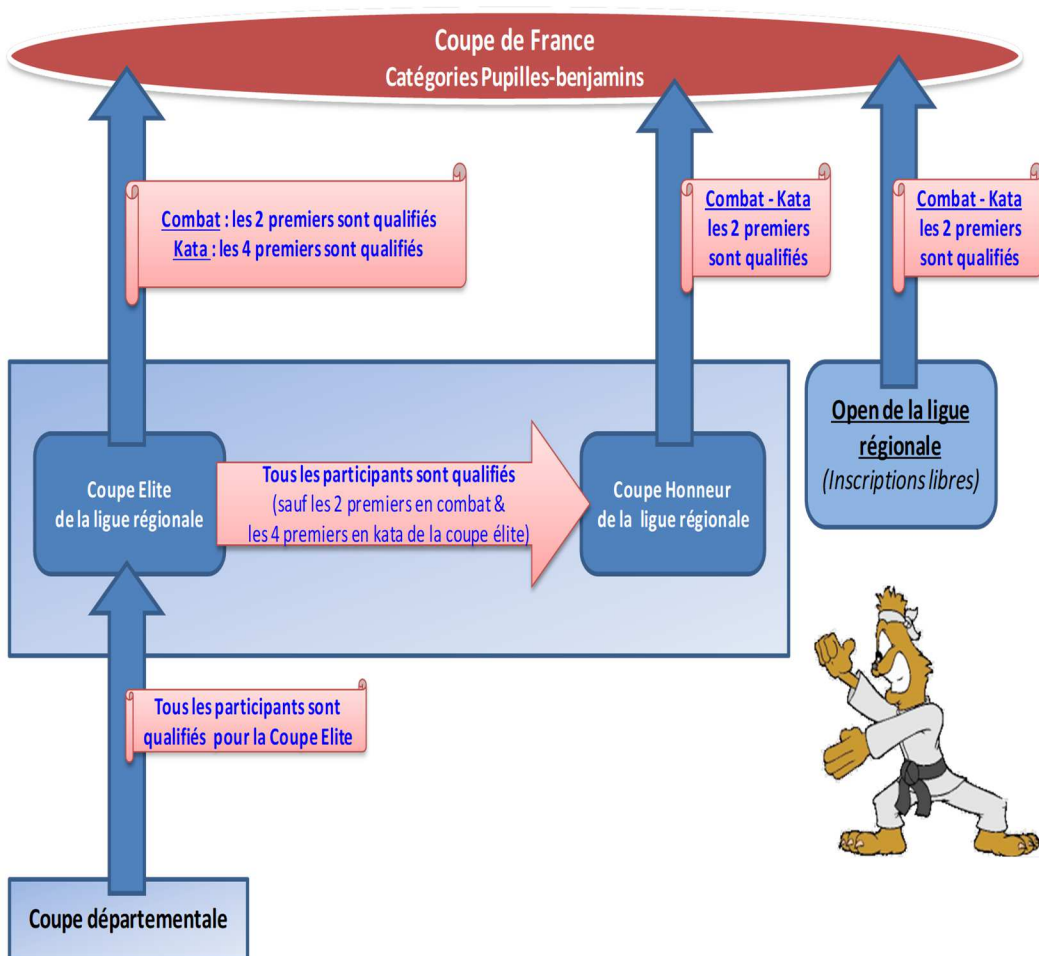 Coupe de France
Catégories Pupilles-benjamins
Combat : les 2 premiers sont qualifiés
Kata : les 4 premiers sont qualifiés
Combat - Kata
les 2 premiers
sont qualifiés
Combat - Kata
les 2 premiers
sont qualifiés
Coupe Elite
de la ligue régionale
Tous les participants sont qualifiés
(sauf les 2 premiers en combat &
les 4 premiers en kata de la coupe élite)
Coupe Honneur
de la ligue régionale
Open de la ligue
régionale
(Inscriptions libres)
Tous les participants sont
qualifiés pour la Coupe Elite
Coupe départementale